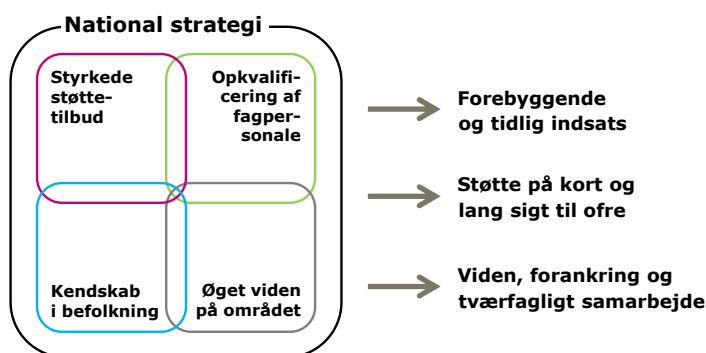 National strategi
Styrkede
støtte-
tilbud
Opkvalifi-
cering af
fagper-
sonale
Kendskab
i befolkning
Øget viden
på området
Forebyggende
og tidlig indsats
Støtte på kort og
lang sigt til ofre
Viden, forankring og
tværfagligt samarbejde